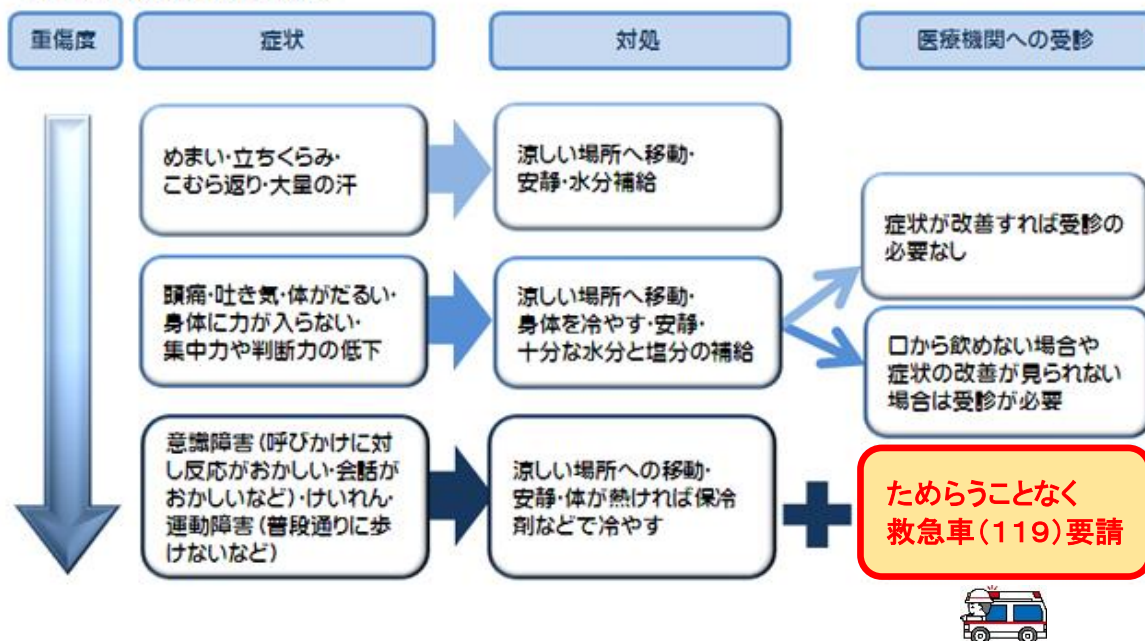 重傷度
症状
対処
医療機関への受診
めまい・立ちくらみ・
こむら返り・大量の汗
涼しい場所へ移動・
安静・水分補給
頭痛・吐き気・体がだるい・
身体に力が入らない・
集中力や判断力の低下
涼しい場所へ移動・
身体を冷やす・安静・
十分な水分と塩分の補給
症状が改善すれば受診の
必要なし
口から飲めない場合や
症状の改善が見られない
場合は受診が必要
意識障害(呼びかけに対
し反応がおかしい・会話が
おかしいなど)・けいれん・
運動障害(普段通りに歩
けないなど)
涼しい場所への移動・
安静・体が熱ければ保冷
剤などで冷やす
ためらうことなく
救急車(119)要請